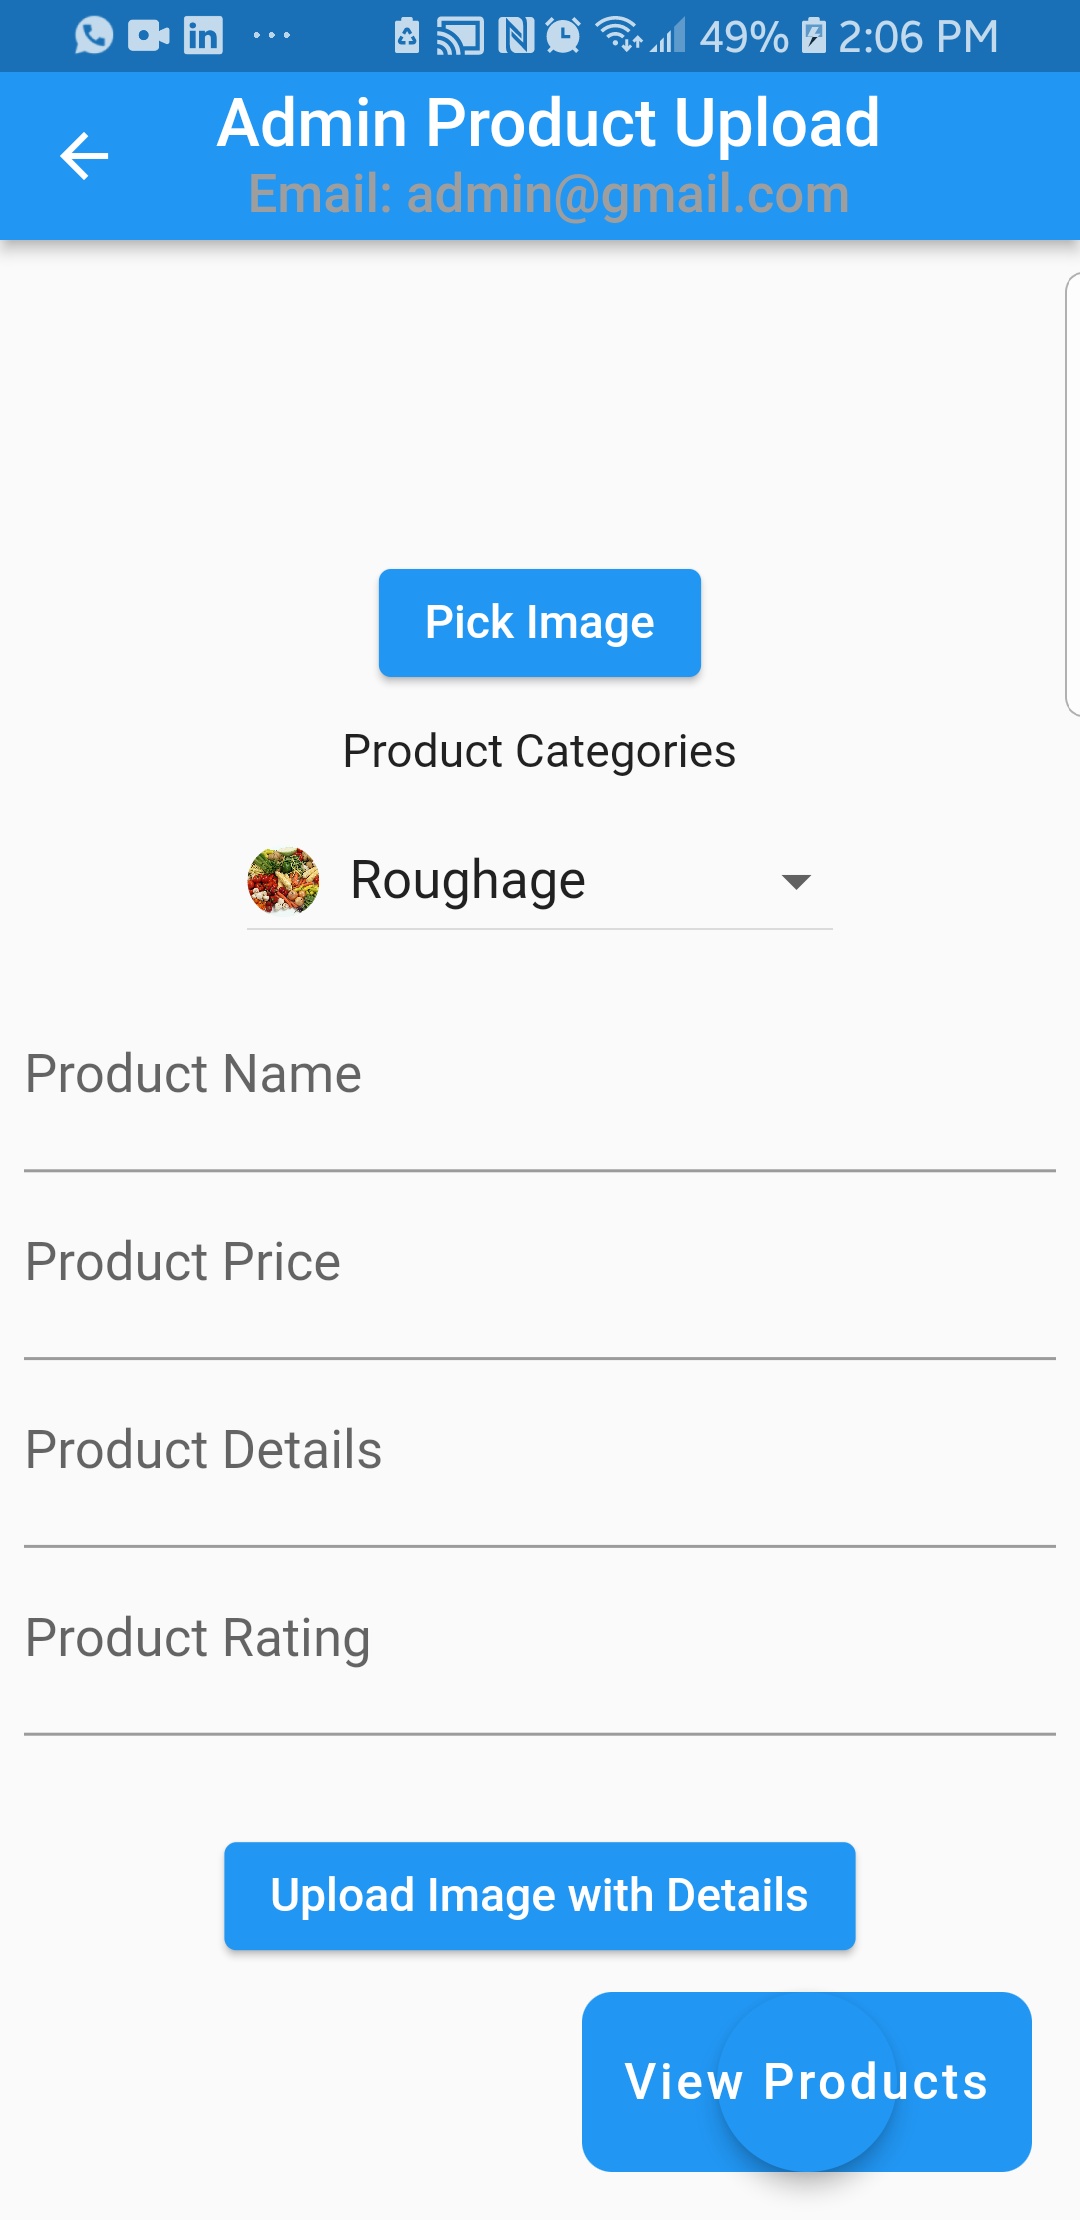 49% 2:06 PM
Admin Product Upload
Email: admin@gmail.com
Pick Image
Product Categories
Roughage
Product Name
Product Price
Product Details
Product Rating
Upload Image with Details
View Products